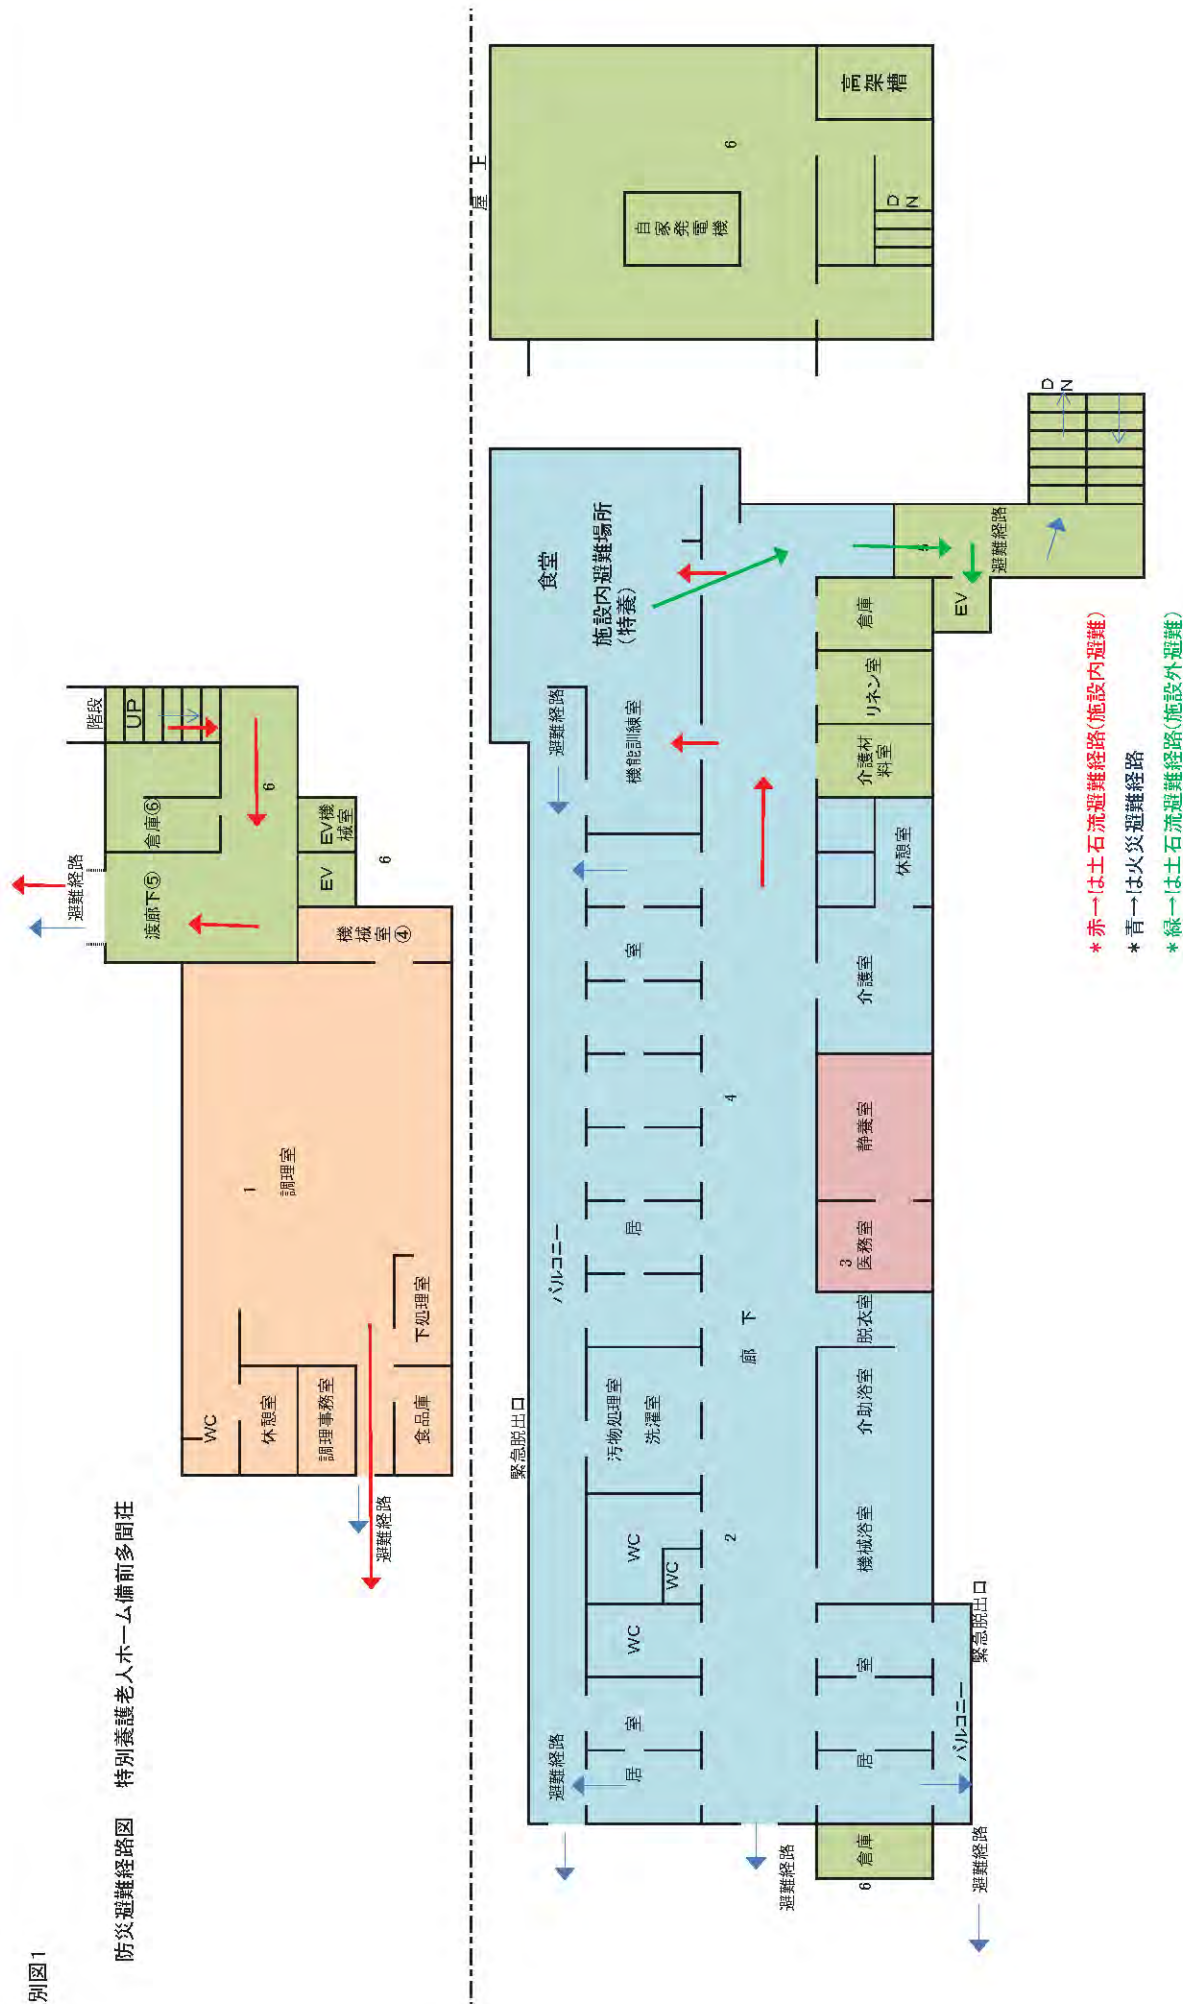 別図1
防災避難経路図　特別養護老人ホーム備前多聞荘
WC
休憩室
調理事務室
食品庫
下処理室
避難経路
1
調理室
機械室④
渡廊下⑤
避難経路
倉庫⑥
階段
UP
6
EV
EV機械室
6
屋上
自家発電機
6
高架槽
DN
緊急脱出口
バルコニー
避難経路
居
室
WC
WC
WC
汚物処理室
洗濯室
居
室
機能訓練室
避難経路
食堂
施設内避難場所
（特養）
2
廊
下
4
避難経路
6
倉庫
居
室
バルコニー
緊急脱出口
避難経路
機械浴室
介助浴室
脱衣室
3
医務室
静養室
介護室
休憩室
介護材料室
リネン室
倉庫
EV
5
避難経路
DN
＊赤→は土石流避難経路(施設内避難)
＊青→は火災避難経路
＊緑→は土石流避難経路(施設外避難)